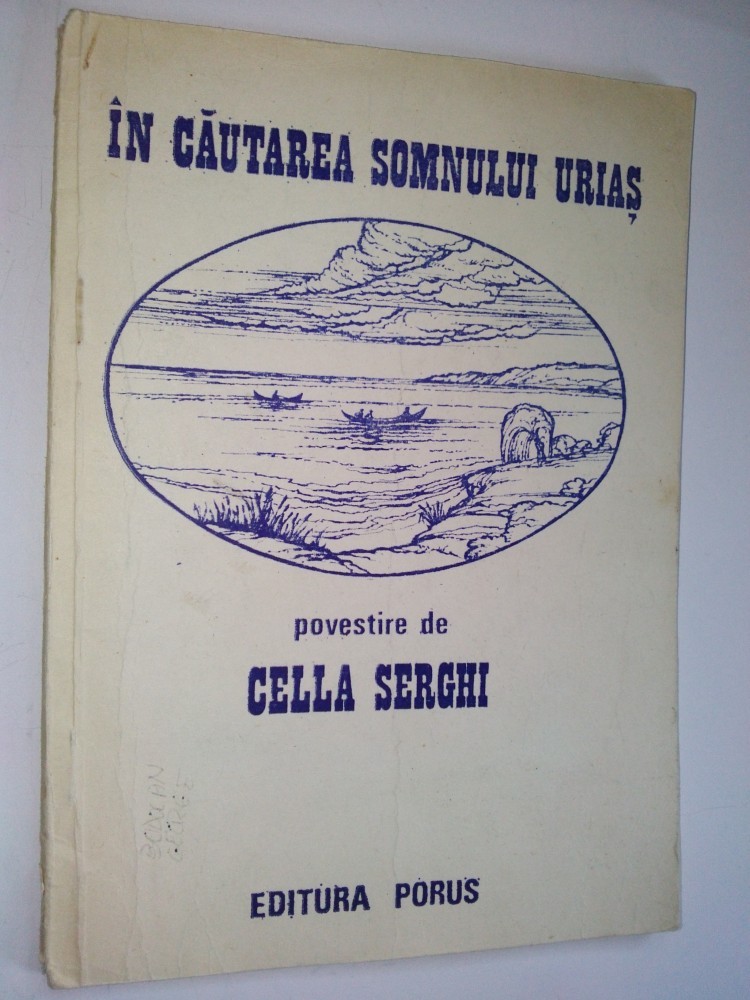 ÎN CĂUTAREA SOMNULUI URIAȘ
povestire de
CELLA SERGHI
EDITURA PORUS